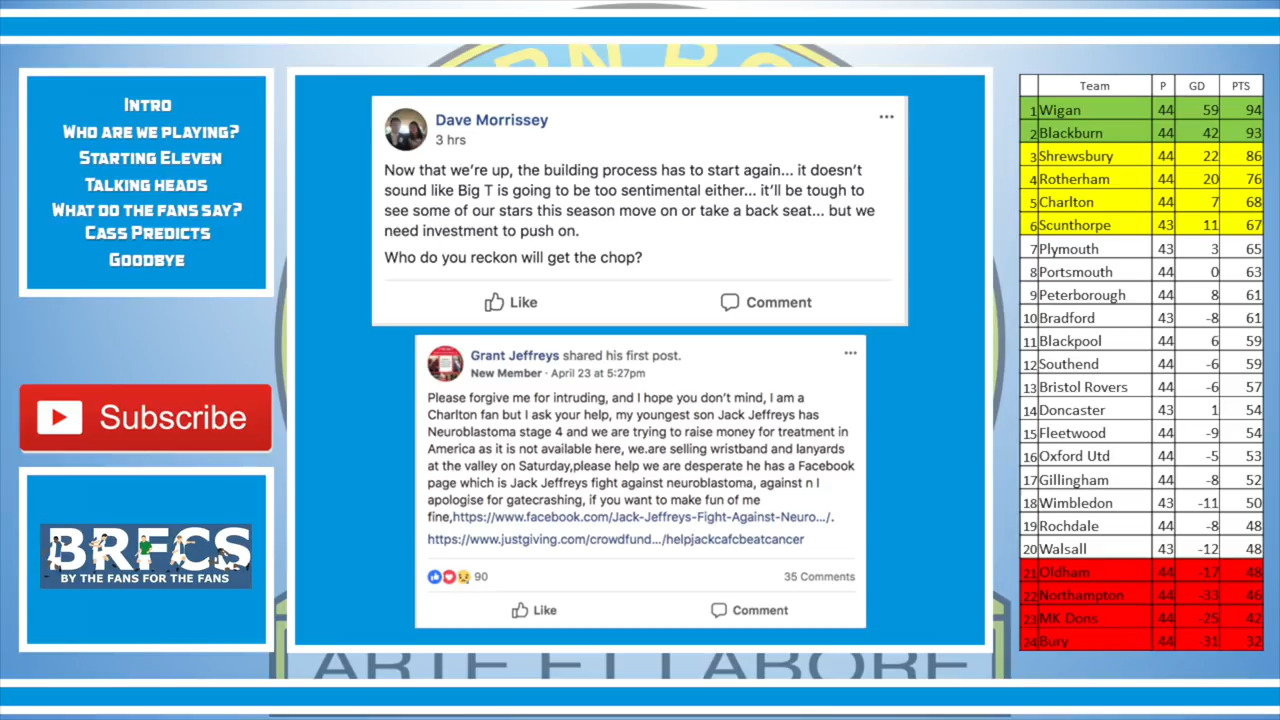 RN RO
INTRO
WHO ARE WE PLAYING?
STARTING ELEVEN
TALKING HEADS
WHAT DO THE FANS SAY?
CASS PREDICTS
GOODBYE
Subscribe
BRFCS
BY THE FANS FOR THE FANS
Dave Morrissey
3 hrs
Now that we're up, the building process has to start again... it doesn't
sound like Big T is going to be too sentimental either... it'll be tough to
see some of our stars this season move on or take a back seat... but we
need investment to push on.
Who do you reckon will get the chop?
Like Comment
Grant Jeffreys shared his first post.
New Member · April 23 at 5:27pm
Please forgive me for intruding, and I hope you don't mind, I am a
Charlton fan but I ask your help, my youngest son Jack Jeffreys has
Neuroblastoma stage 4 and we are trying to raise money for treatment in
America as it is not available here, we.are selling wristband and lanyards
at the valley on Saturday,please help we are desperate he has a Facebook
page which is Jack Jeffreys fight against neuroblastoma, against n I
apologise for gatecrashing, if you want to make fun of me
fine,https://www.facebook.com/Jack-Jeffreys-Fight-Against-Neuro.../.
https://www.justgiving.com/crowdfund.../helpjackcafcbeatcancer
90 35 Comments
Like Comment
Team P GD PTS
1 Wigan 44 59 94
2 Blackburn 44 42 93
3 Shrewsbury 44 22 86
4 Rotherham 44 20 76
5 Charlton 44 7 68
6 Scunthorpe 43 11 67
7 Plymouth 43 3 65
8 Portsmouth 44 0 63
9 Peterborough 44 8 61
10 Bradford 43 -8 61
11 Blackpool 44 6 59
12 Southend 44 -6 59
13 Bristol Rovers 44 -6 57
14 Doncaster 43 1 54
15 Fleetwood 44 -9 54
16 Oxford Utd 44 -5 53
17 Gillingham 44 -8 52
18 Wimbledon 43 -11 50
19 Rochdale 44 -8 48
20 Walsall 43 -12 48
21 Oldham 44 -17 48
22 Northampton 44 -33 46
23 MK Dons 44 -25 42
24 Bury 44 -31 32
ARTE ET LABORE